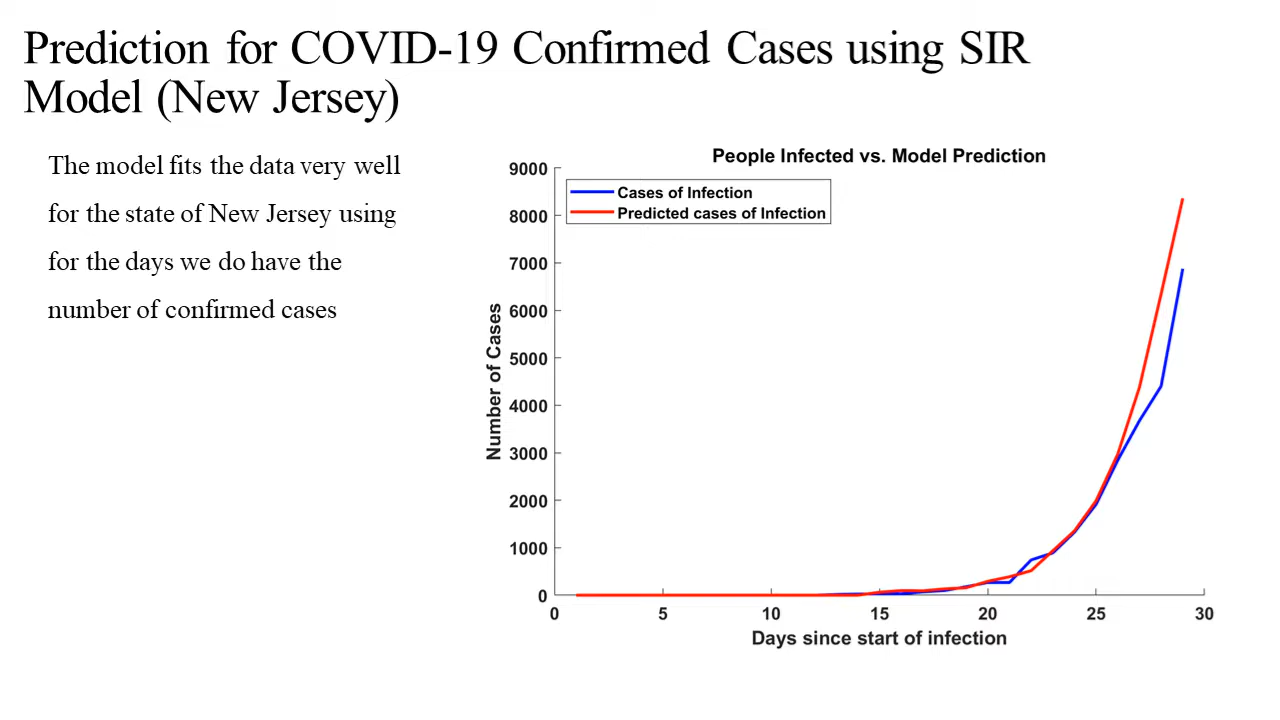 Prediction for COVID-19 Confirmed Cases using SIR
Model (New Jersey)
The model fits the data very well
for the state of New Jersey using
for the days we do have the
number of confirmed cases
People Infected vs. Model Prediction
Cases of Infection
Predicted cases of Infection
Number of Cases
9000
8000
7000
6000
5000
4000
3000
2000
1000
0
0 5 10 15 20 25 30
Days since start of infection